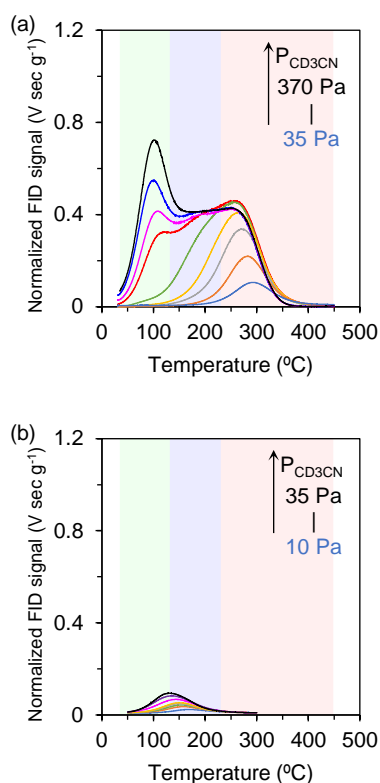 (a)
Normalized FID signal (V sec g⁻¹)
1.2
0.8
0.4
0
P_CD3CN
370 Pa
35 Pa
0 100 200 300 400 500
Temperature (ºC)
(b)
Normalized FID signal (V sec g⁻¹)
1.2
0.8
0.4
0
P_CD3CN
35 Pa
10 Pa
0 100 200 300 400 500
Temperature (ºC)